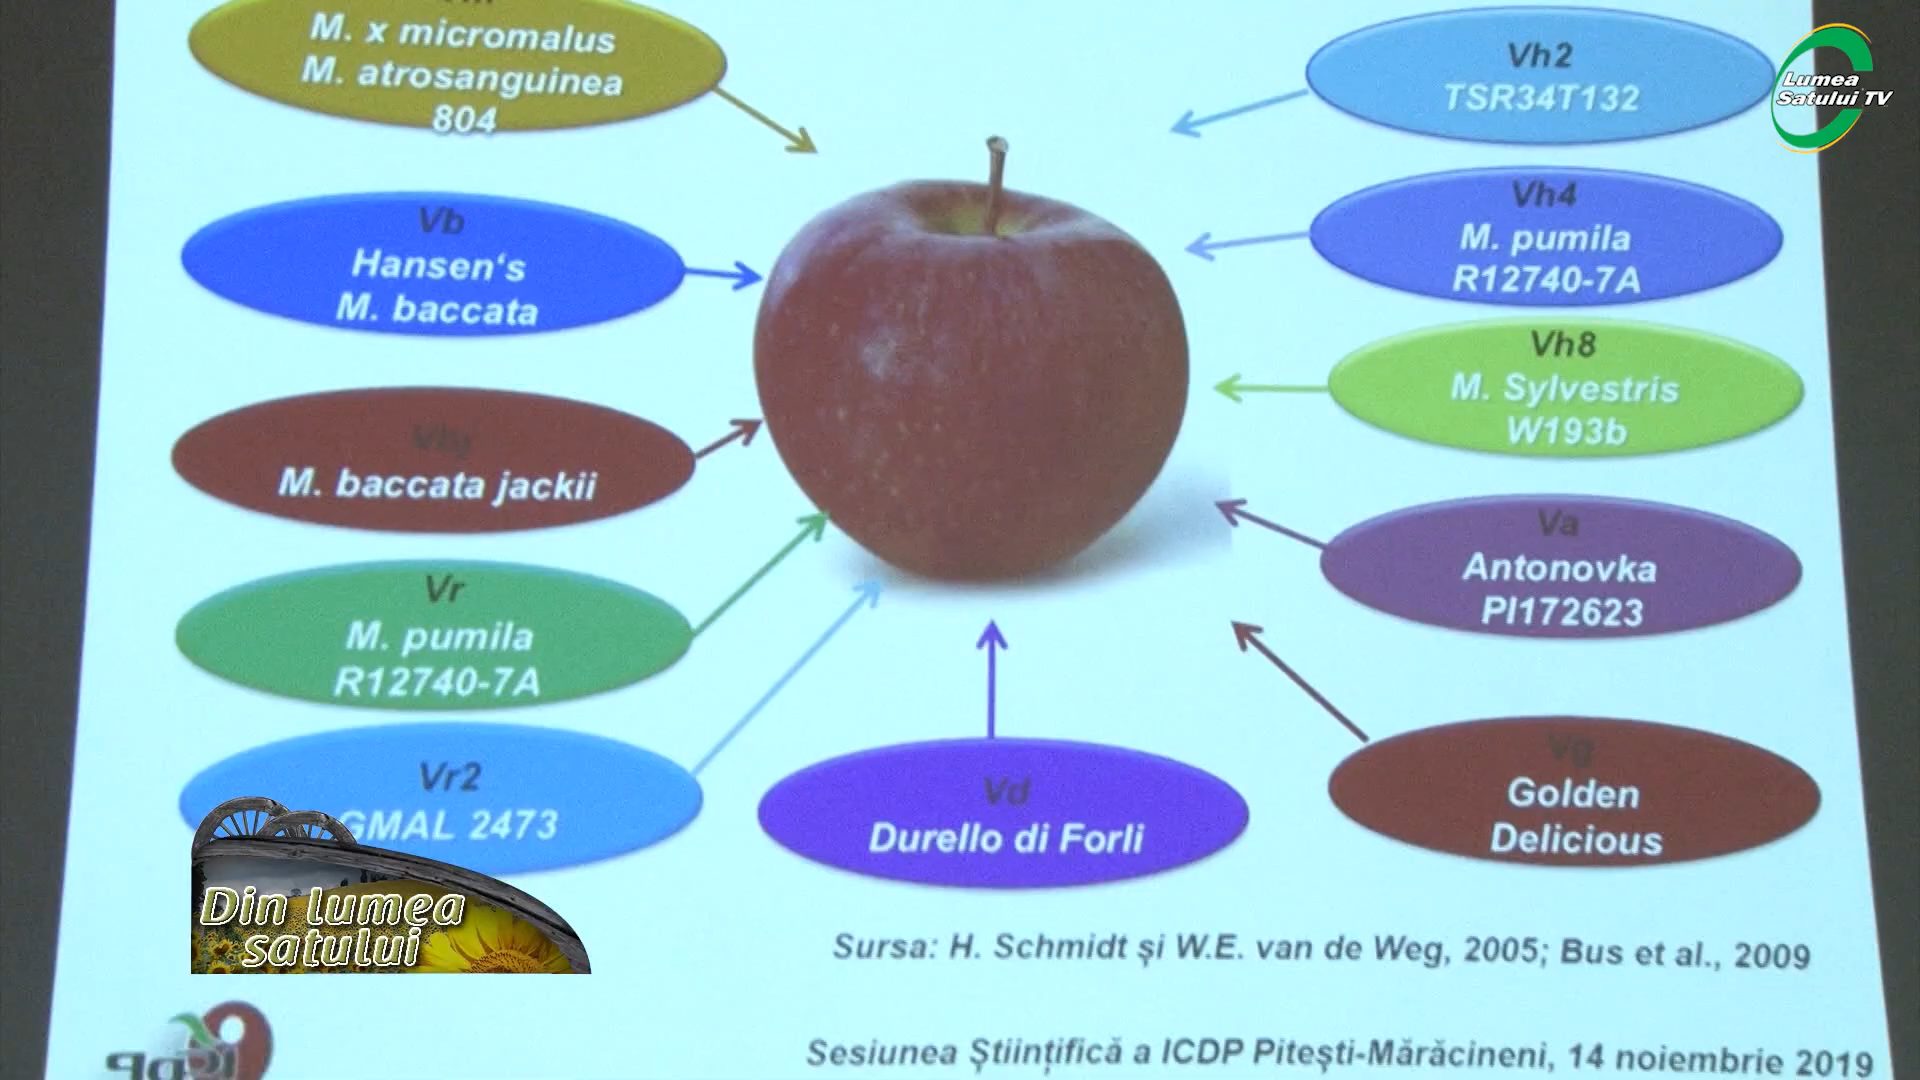 M. x micromalus
M. atrosanguinea
804
Vb
Hansen‘s
M. baccata
M. baccata jackii
Vr
M. pumila
R12740-7A
Vr2
GMAL 2473
Vd
Durello di Forli
Vh2
TSR34T132
Vh4
M. pumila
R12740-7A
Vh8
M. Sylvestris
W193b
Va
Antonovka
PI172623
Vg
Golden
Delicious
Sursa: H. Schmidt și W.E. van de Weg, 2005; Bus et al., 2009
Sesiunea Științifică a ICDP Pitești-Mărăcineni, 14 noiembrie 2019
Lumea
Satului TV
Din lumea
satului